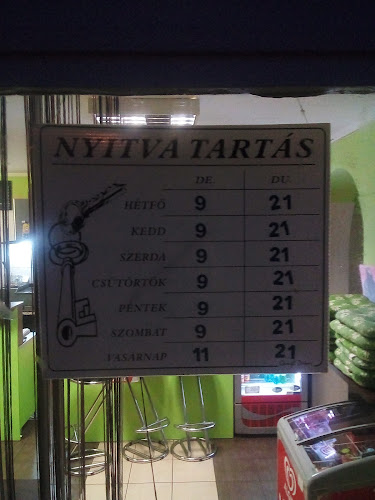 NYITVA TARTÁS
DE. DU.
HÉTFŐ 9 21
KEDD 9 21
SZERDA 9 21
CSÜTÖRTÖK 9 21
PÉNTEK 9 21
SZOMBAT 9 21
VASÁRNAP 11 21